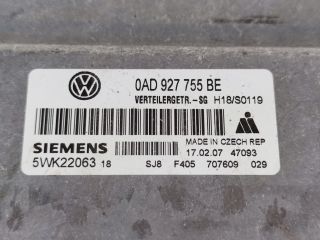 0AD 927 755 BE
VERTEILERGETR.-SG H18/S0119
MADE IN CZECH REP
SIEMENS 17.02.07 47093
5WK22063 18 SJ8 F405 707609 029